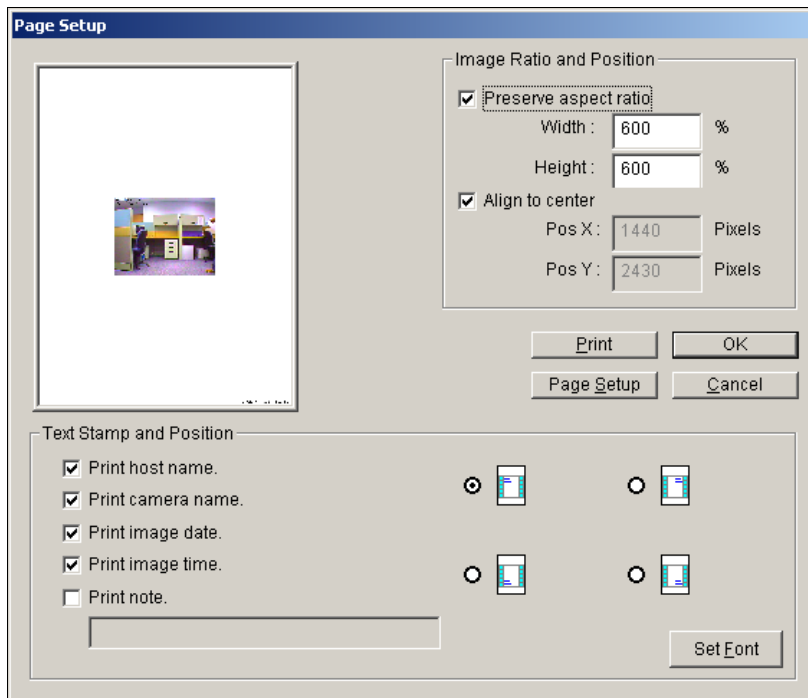 Page Setup
Image Ratio and Position
Preserve aspect ratio
Width : 600 %
Height : 600 %
Align to center
Pos X : 1440 Pixels
Pos Y : 2430 Pixels
Print OK
Page Setup Cancel
Text Stamp and Position
Print host name.
Print camera name.
Print image date.
Print image time.
Print note.
Set Font